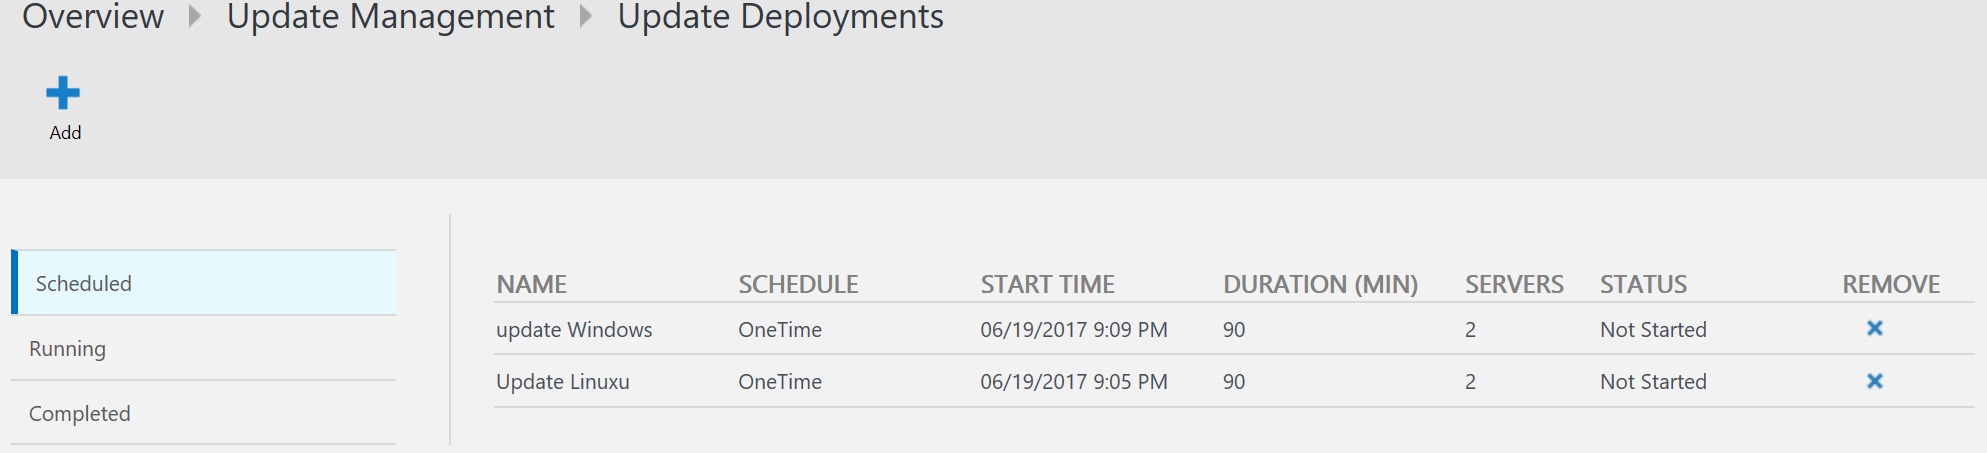 Overview Update Management Update Deployments
Add
Scheduled
Running
Completed
NAME SCHEDULE START TIME DURATION (MIN) SERVERS STATUS REMOVE
update Windows OneTime 06/19/2017 9:09 PM 90 2 Not Started
Update Linuxu OneTime 06/19/2017 9:05 PM 90 2 Not Started